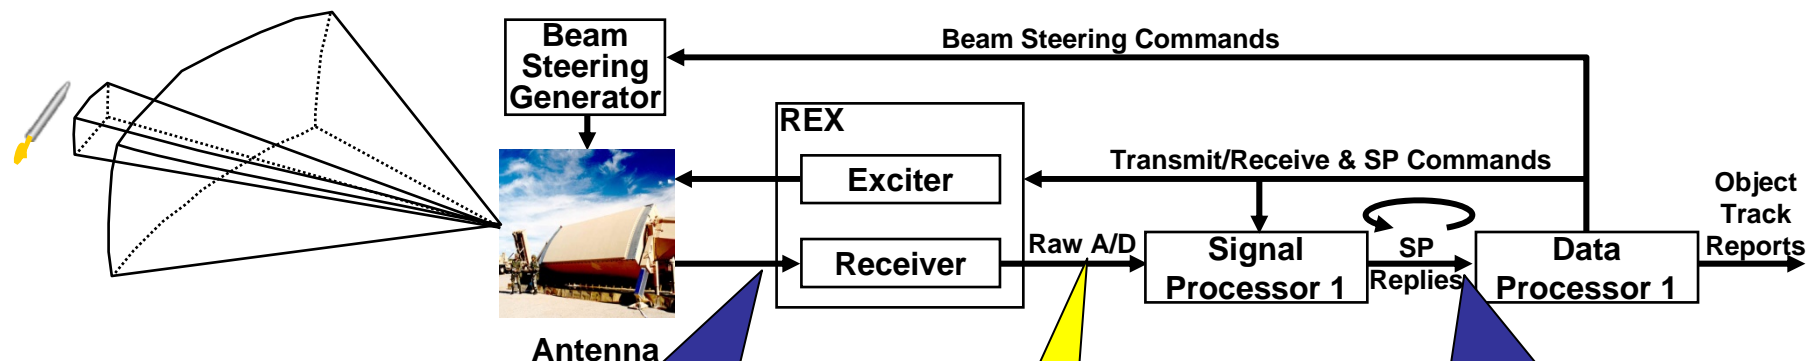 Beam
Steering
Generator
Beam Steering Commands
REX
Exciter
Transmit/Receive & SP Commands
Receiver
Raw A/D
Signal
Processor 1
SP
Replies
Data
Processor 1
Object
Track
Reports
Antenna